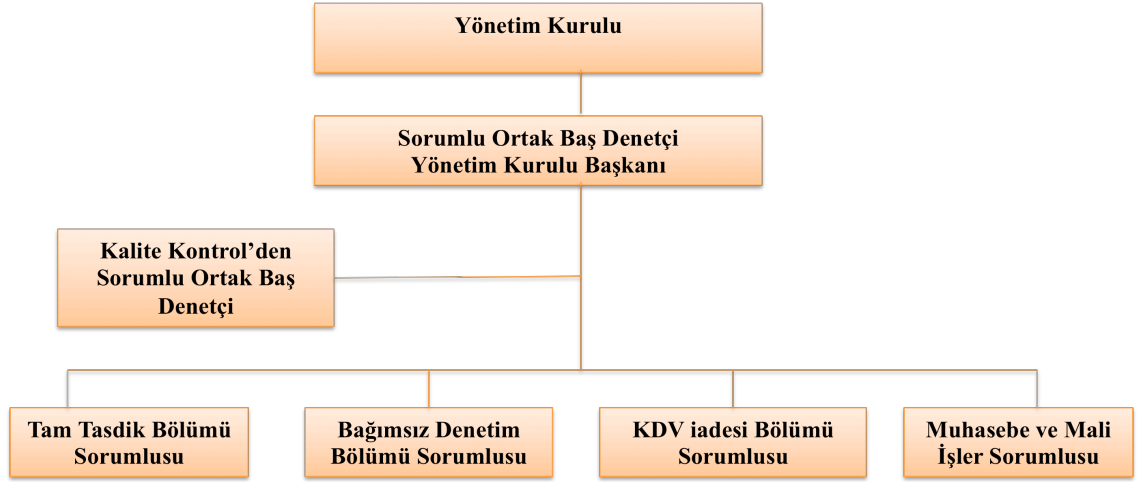 Yönetim Kurulu
Sorumlu Ortak Baş Denetçi
Yönetim Kurulu Başkanı
Kalite Kontrol’den
Sorumlu Ortak Baş
Denetçi
Tam Tasdik Bölümü
Sorumlusu
Bağımsız Denetim
Bölümü Sorumlusu
KDV iadesi Bölümü
Sorumlusu
Muhasebe ve Mali
İşler Sorumlusu